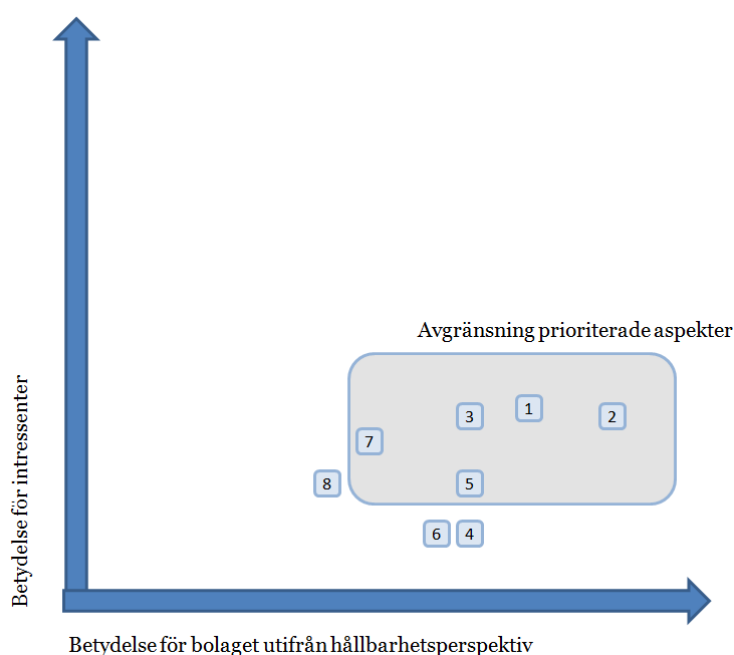 Avgränsning prioriterade aspekter
1
3
2
7
8
5
6
4
Betydelse för intressenter
Betydelse för bolaget utifrån hållbarhetsperspektiv